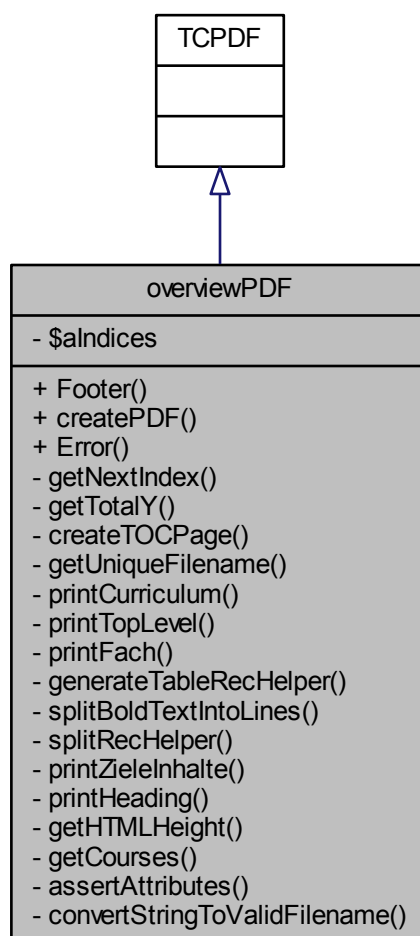 TCPDF
overviewPDF
- $aIndices
+ Footer()
+ createPDF()
+ Error()
- getNextIndex()
- getTotalY()
- createTOCPage()
- getUniqueFilename()
- printCurriculum()
- printTopLevel()
- printFach()
- generateTableRecHelper()
- splitBoldTextIntoLines()
- splitRecHelper()
- printZieleInhalte()
- printHeading()
- getHTMLHeight()
- getCourses()
- assertAttributes()
- convertStringToValidFilename()